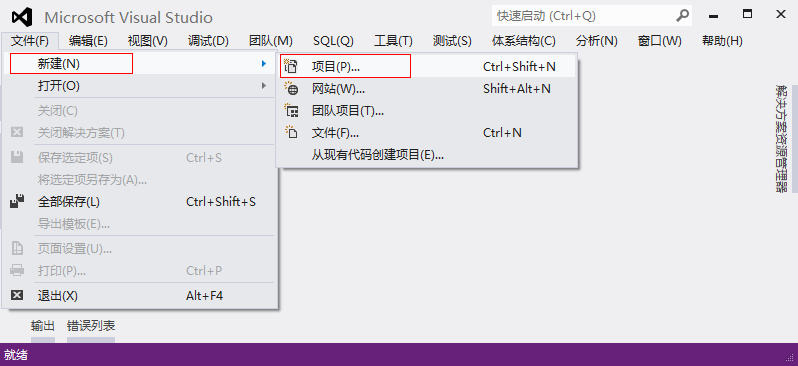 Microsoft Visual Studio
快速启动 (Ctrl+Q)
文件(F) 编辑(E) 视图(V) 调试(D) 团队(M) SQL(Q) 工具(T) 测试(S) 体系结构(C) 分析(N) 窗口(W) 帮助(H)
新建(N)
打开(O)
关闭(C)
关闭解决方案(T)
保存选定项(S) Ctrl+S
将选定项另存为(A)...
全部保存(L) Ctrl+Shift+S
导出模板(E)...
页面设置(U)...
打印(P)... Ctrl+P
退出(X) Alt+F4
项目(P)... Ctrl+Shift+N
网站(W)... Shift+Alt+N
团队项目(T)...
文件(F)... Ctrl+N
从现有代码创建项目(E)...
解决方案资源管理器
输出 错误列表
就绪